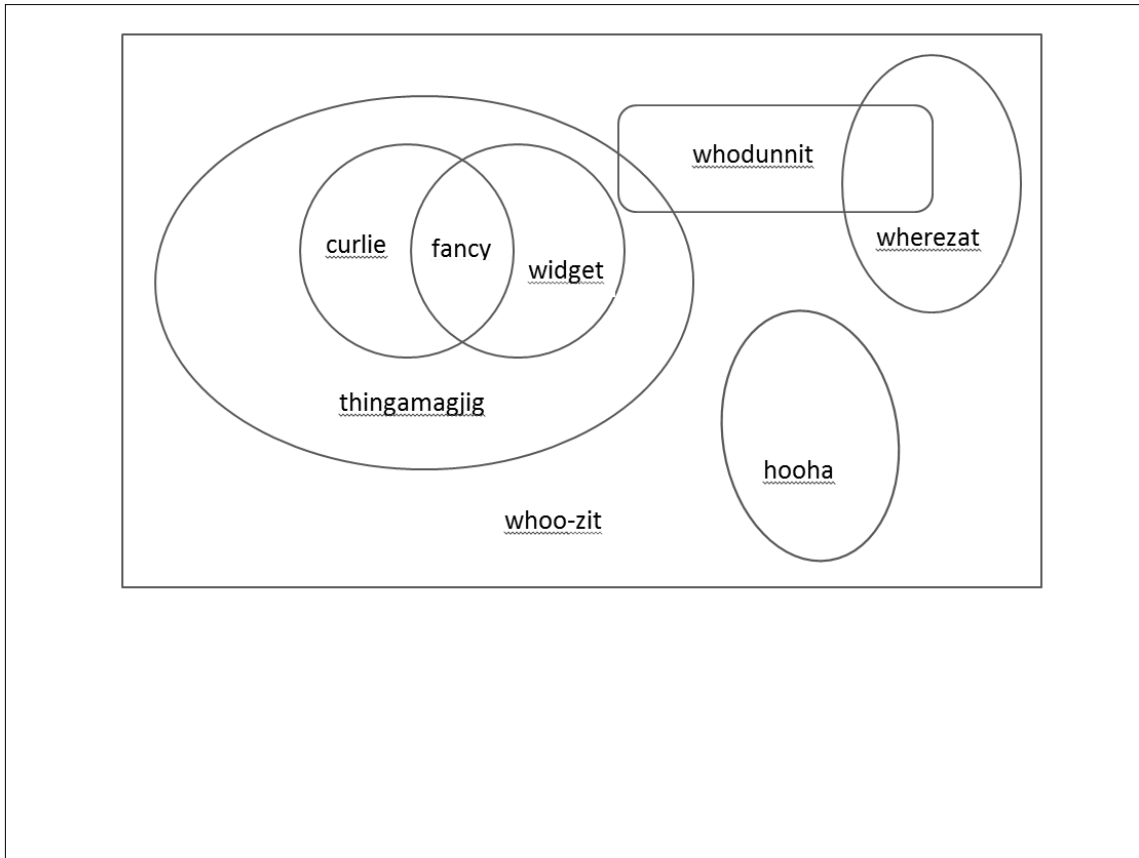 whodunnit
wherezat
curlie
fancy
widget
thingamagjig
hooha
whoo-zit